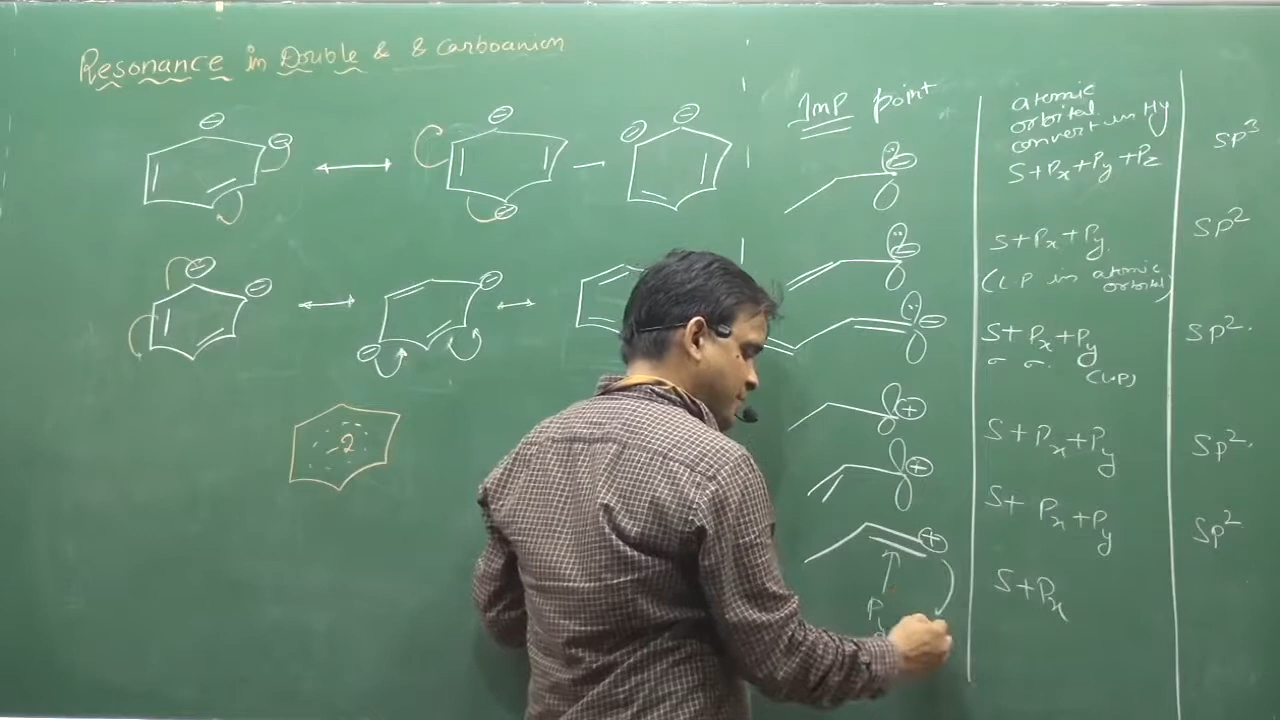 Resonance in Double & 8 carboanion
⊖ ⊖
⊖ ⊖
⊖ ⊖
⊖ ⊖
⊖ ⊖
-2
Imp point
⊖
⊖
⊖
⊕
⊕
⊕
P
atomic
orbital
convert in Hy
S+Px+Py+Pz
S+Px+Py.
(L.P in atomic
orbital)
S+Px+Py
σ σ. (L.P)
S+Px+Py
S+Px+Py
S+Px
SP³
SP²
SP².
SP².
SP²